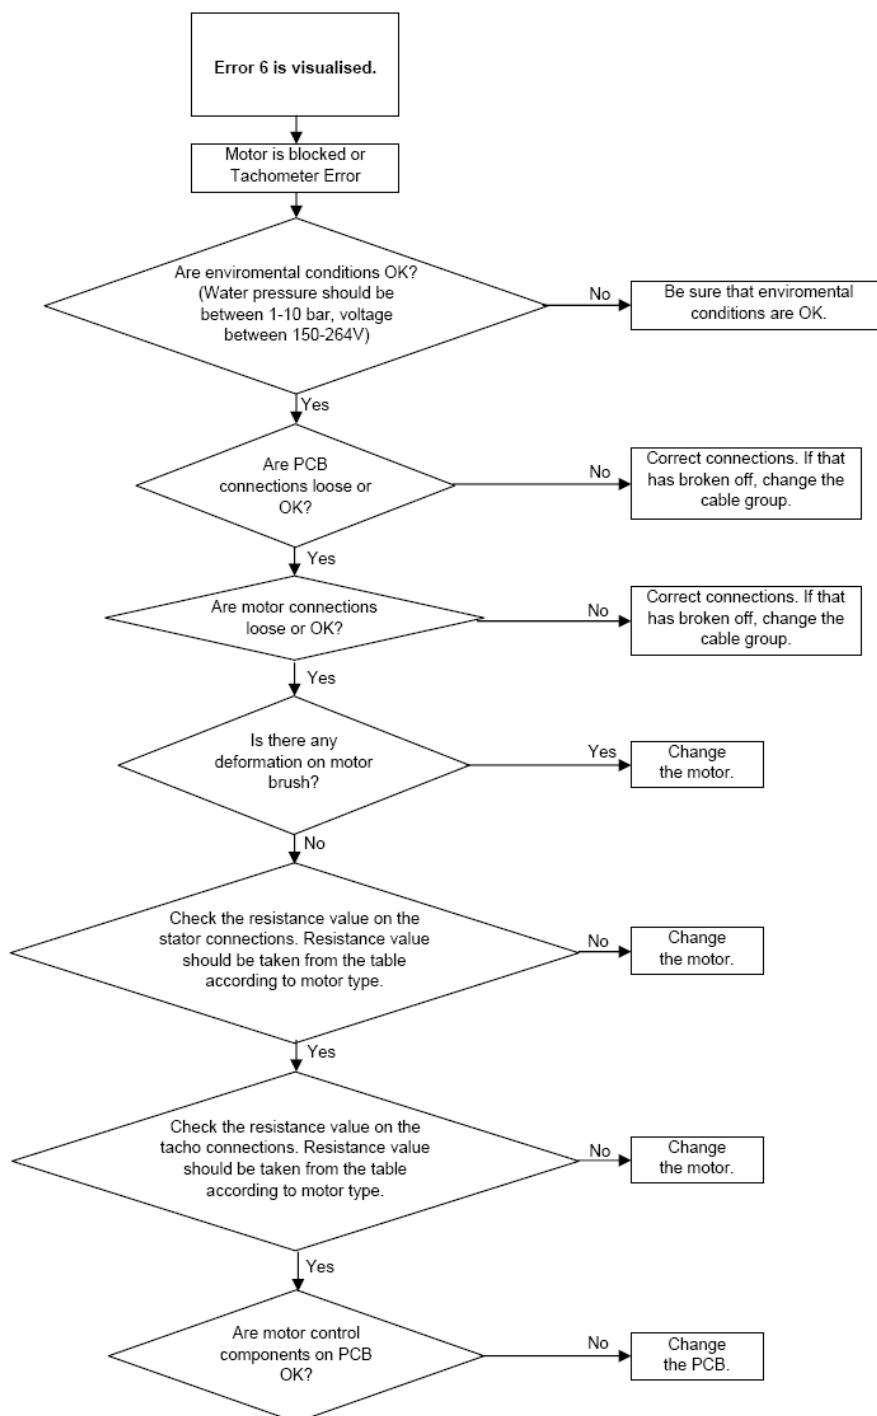 Error 6 is visualised.
Motor is blocked or
Tachometer Error
Are enviromental conditions OK?
(Water pressure should be
between 1-10 bar, voltage
between 150-264V)
No
Be sure that enviromental
conditions are OK.
Yes
Are PCB
connections loose or
OK?
No
Correct connections. If that
has broken off, change the
cable group.
Yes
Are motor connections
loose or OK?
No
Correct connections. If that
has broken off, change the
cable group.
Yes
Is there any
deformation on motor
brush?
Yes
Change
the motor.
No
Check the resistance value on the
stator connections. Resistance value
should be taken from the table
according to motor type.
No
Change
the motor.
Yes
Check the resistance value on the
tacho connections. Resistance value
should be taken from the table
according to motor type.
No
Change
the motor.
Yes
Are motor control
components on PCB
OK?
No
Change
the PCB.